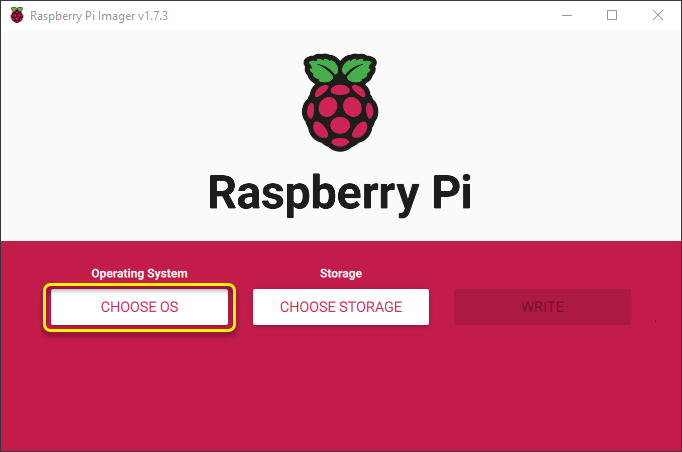 Raspberry Pi Imager v1.7.3
Raspberry Pi
Operating System
Storage
CHOOSE OS
CHOOSE STORAGE
WRITE